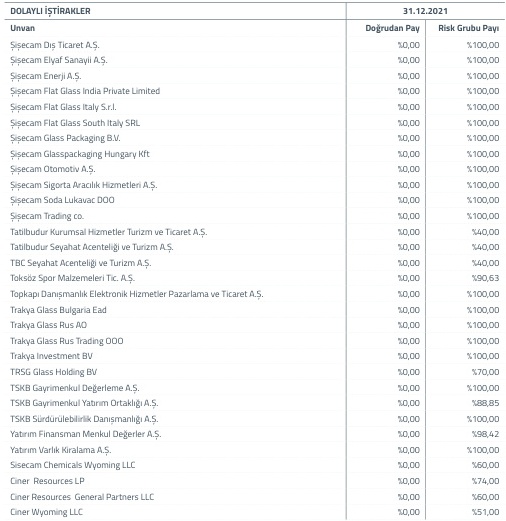 DOLAYLI İŞTİRAKLER 31.12.2021
Unvan Doğrudan Pay Risk Grubu Payı
Şişecam Dış Ticaret A.Ş. %0,00 %100,00
Şişecam Elyaf Sanayii A.Ş. %0,00 %100,00
Şişecam Enerji A.Ş. %0,00 %100,00
Şişecam Flat Glass India Private Limited %0,00 %100,00
Şişecam Flat Glass Italy S.r.l. %0,00 %100,00
Şişecam Flat Glass South Italy SRL %0,00 %100,00
Şişecam Glass Packaging B.V. %0,00 %100,00
Şişecam Glasspackaging Hungary Kft %0,00 %100,00
Şişecam Otomotiv A.Ş. %0,00 %100,00
Şişecam Sigorta Aracılık Hizmetleri A.Ş. %0,00 %100,00
Şişecam Soda Lukavac DOO %0,00 %100,00
Şişecam Trading co. %0,00 %100,00
Tatilbudur Kurumsal Hizmetler Turizm ve Ticaret A.Ş. %0,00 %40,00
Tatilbudur Seyahat Acenteliği ve Turizm A.Ş. %0,00 %40,00
TBC Seyahat Acenteliği ve Turizm A.Ş. %0,00 %40,00
Toksöz Spor Malzemeleri Tic. A.Ş. %0,00 %90,63
Topkapı Danışmanlık Elektronik Hizmetler Pazarlama ve Ticaret A.Ş. %0,00 %100,00
Trakya Glass Bulgaria Ead %0,00 %100,00
Trakya Glass Rus AO %0,00 %100,00
Trakya Glass Rus Trading OOO %0,00 %100,00
Trakya Investment BV %0,00 %100,00
TRSG Glass Holding BV %0,00 %70,00
TSKB Gayrimenkul Değerleme A.Ş. %0,00 %100,00
TSKB Gayrimenkul Yatırım Ortaklığı A.Ş. %0,00 %88,85
TSKB Sürdürülebilirlik Danışmanlığı A.Ş. %0,00 %100,00
Yatırım Finansman Menkul Değerler A.Ş. %0,00 %98,42
Yatırım Varlık Kiralama A.Ş. %0,00 %100,00
Sisecam Chemicals Wyoming LLC %0,00 %60,00
Ciner Resources LP %0,00 %74,00
Ciner Resources General Partners LLC %0,00 %60,00
Ciner Wyoming LLC %0,00 %51,00